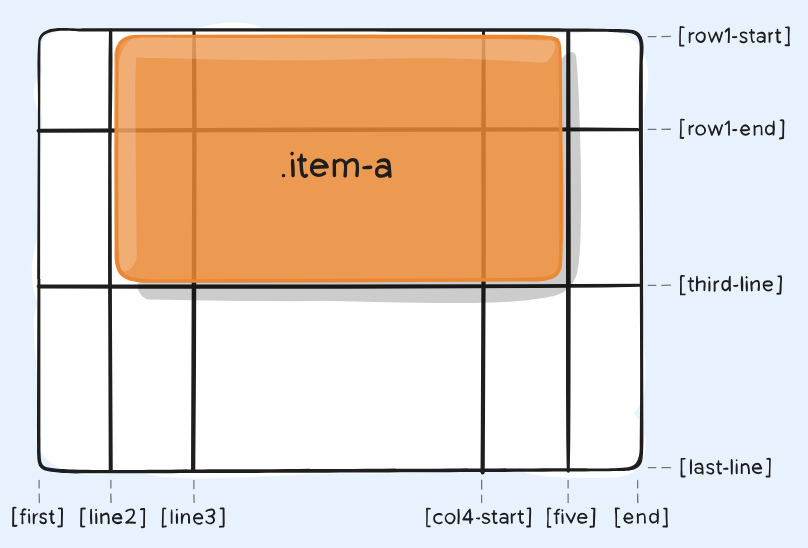 [row1-start]
[row1-end]
.item-a
[third-line]
[last-line]
[first] [line2] [line3] [col4-start] [five] [end]